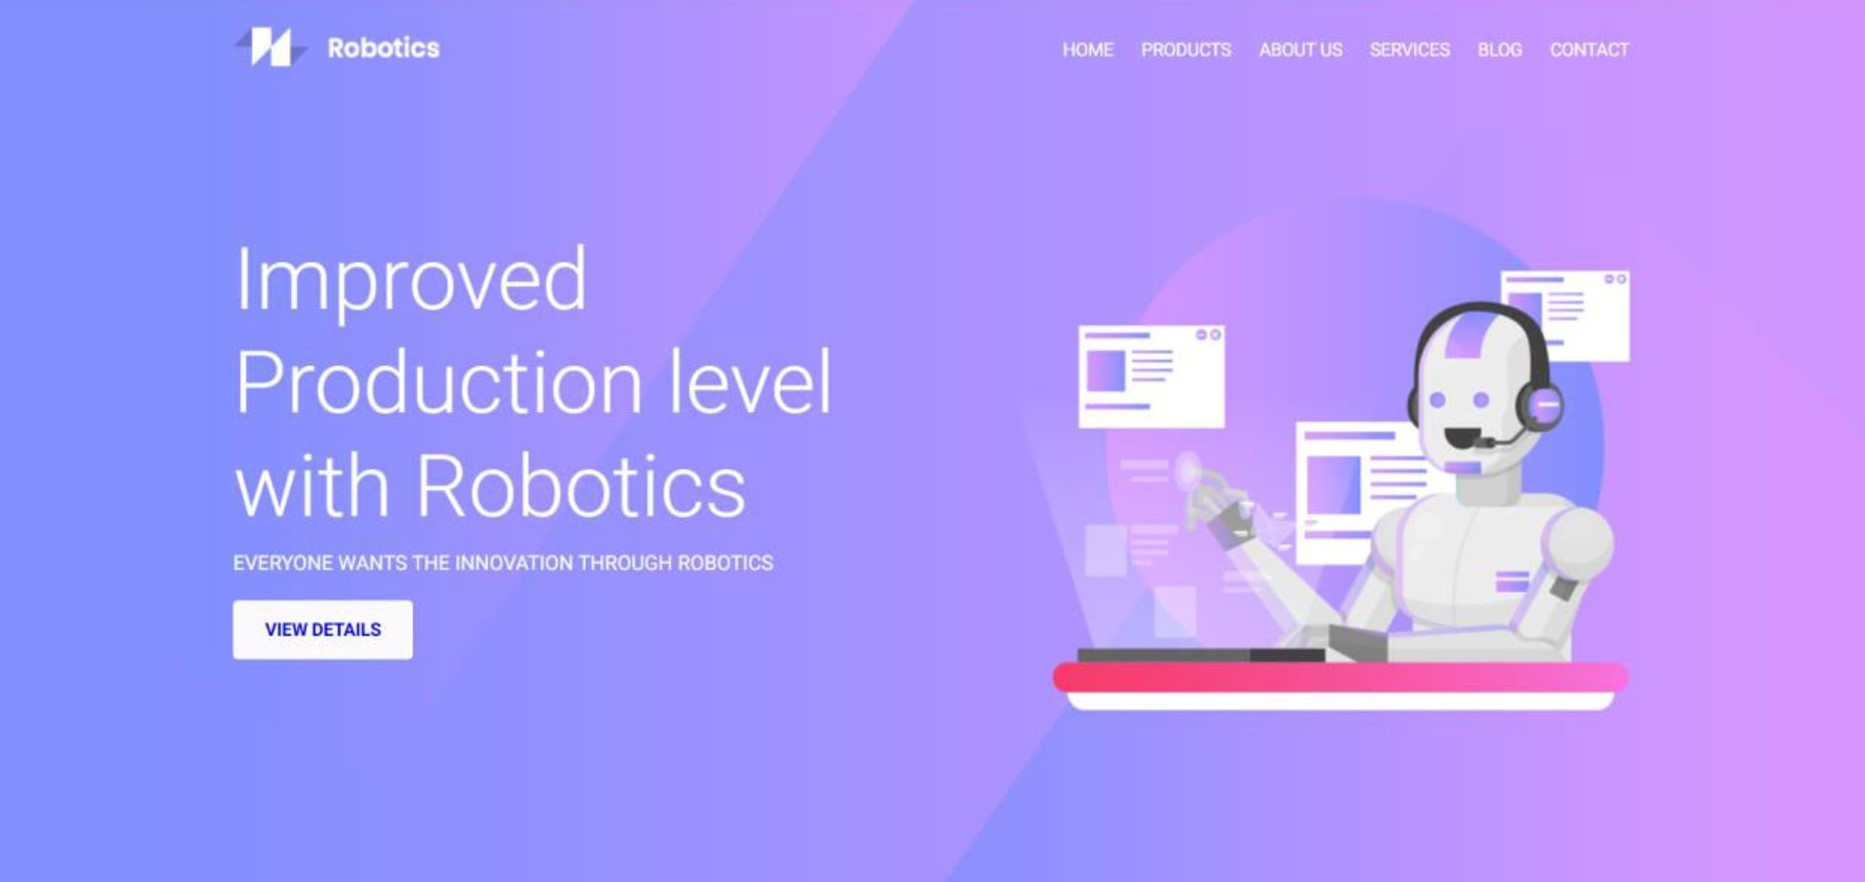 Robotics
HOME PRODUCTS ABOUT US SERVICES BLOG CONTACT
Improved
Production level
with Robotics
EVERYONE WANTS THE INNOVATION THROUGH ROBOTICS
VIEW DETAILS